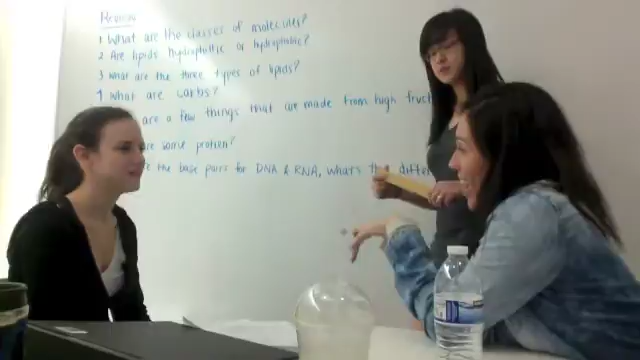 Review
1 What are the classes of molecules?
2 Are lipids hydrophilic or hydrophobic?
3 What are the three types of lipids?
4 What are carbs?
are a few things that are made from high fruct
are some protien?
the base pairs for DNA & RNA, what's the differ